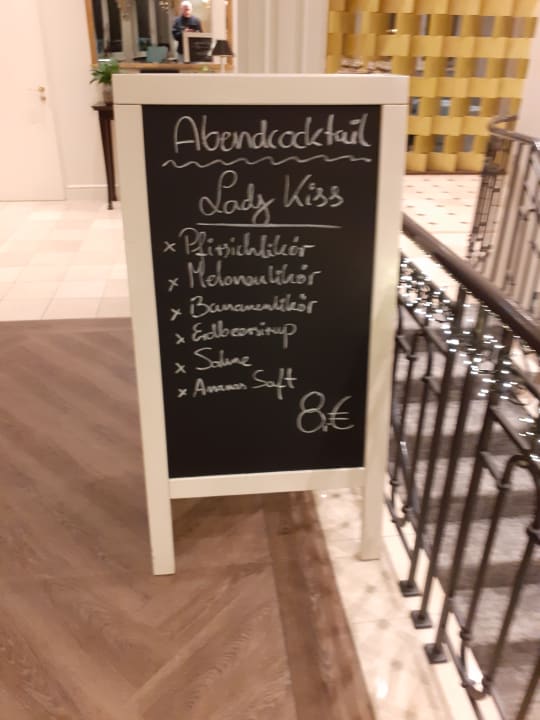 Abendcocktail
Lady Kiss
x Pfirsichlikör
x Melonenlikör
x Bananenlikör
x Erdbeersirup
x Sahne
x Ananas Saft
8,€